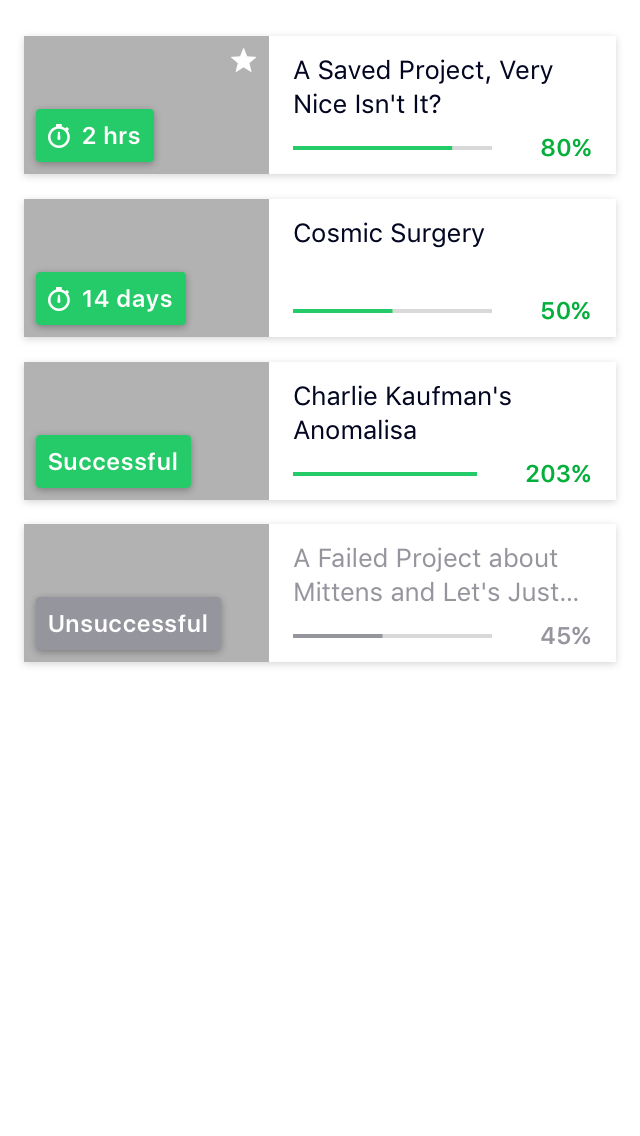 A Saved Project, Very
Nice Isn't It?
2 hrs
80%
Cosmic Surgery
14 days
50%
Charlie Kaufman's
Anomalisa
Successful
203%
A Failed Project about
Mittens and Let's Just...
Unsuccessful
45%